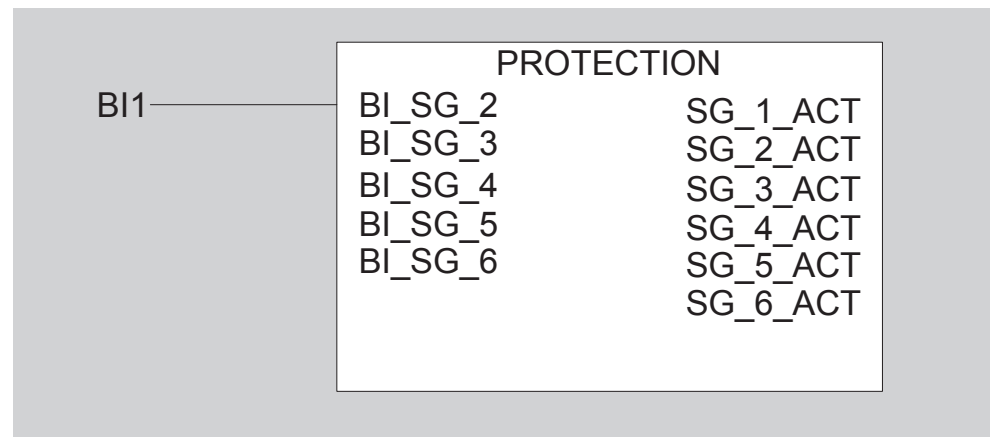 PROTECTION
BI1
BI_SG_2
BI_SG_3
BI_SG_4
BI_SG_5
BI_SG_6
SG_1_ACT
SG_2_ACT
SG_3_ACT
SG_4_ACT
SG_5_ACT
SG_6_ACT